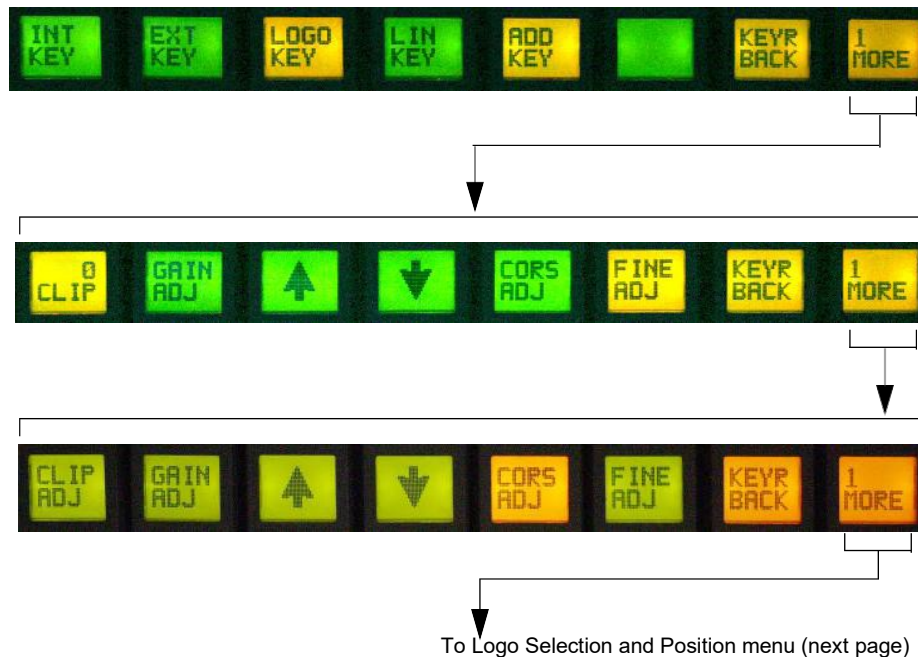 INT
KEY
EXT
KEY
LOGO
KEY
LIN
KEY
ADD
KEY
KEYR
BACK
1
MORE
0
CLIP
GAIN
ADJ
CORS
ADJ
FINE
ADJ
KEYR
BACK
1
MORE
CLIP
ADJ
GAIN
ADJ
CORS
ADJ
FINE
ADJ
KEYR
BACK
1
MORE
To Logo Selection and Position menu (next page)